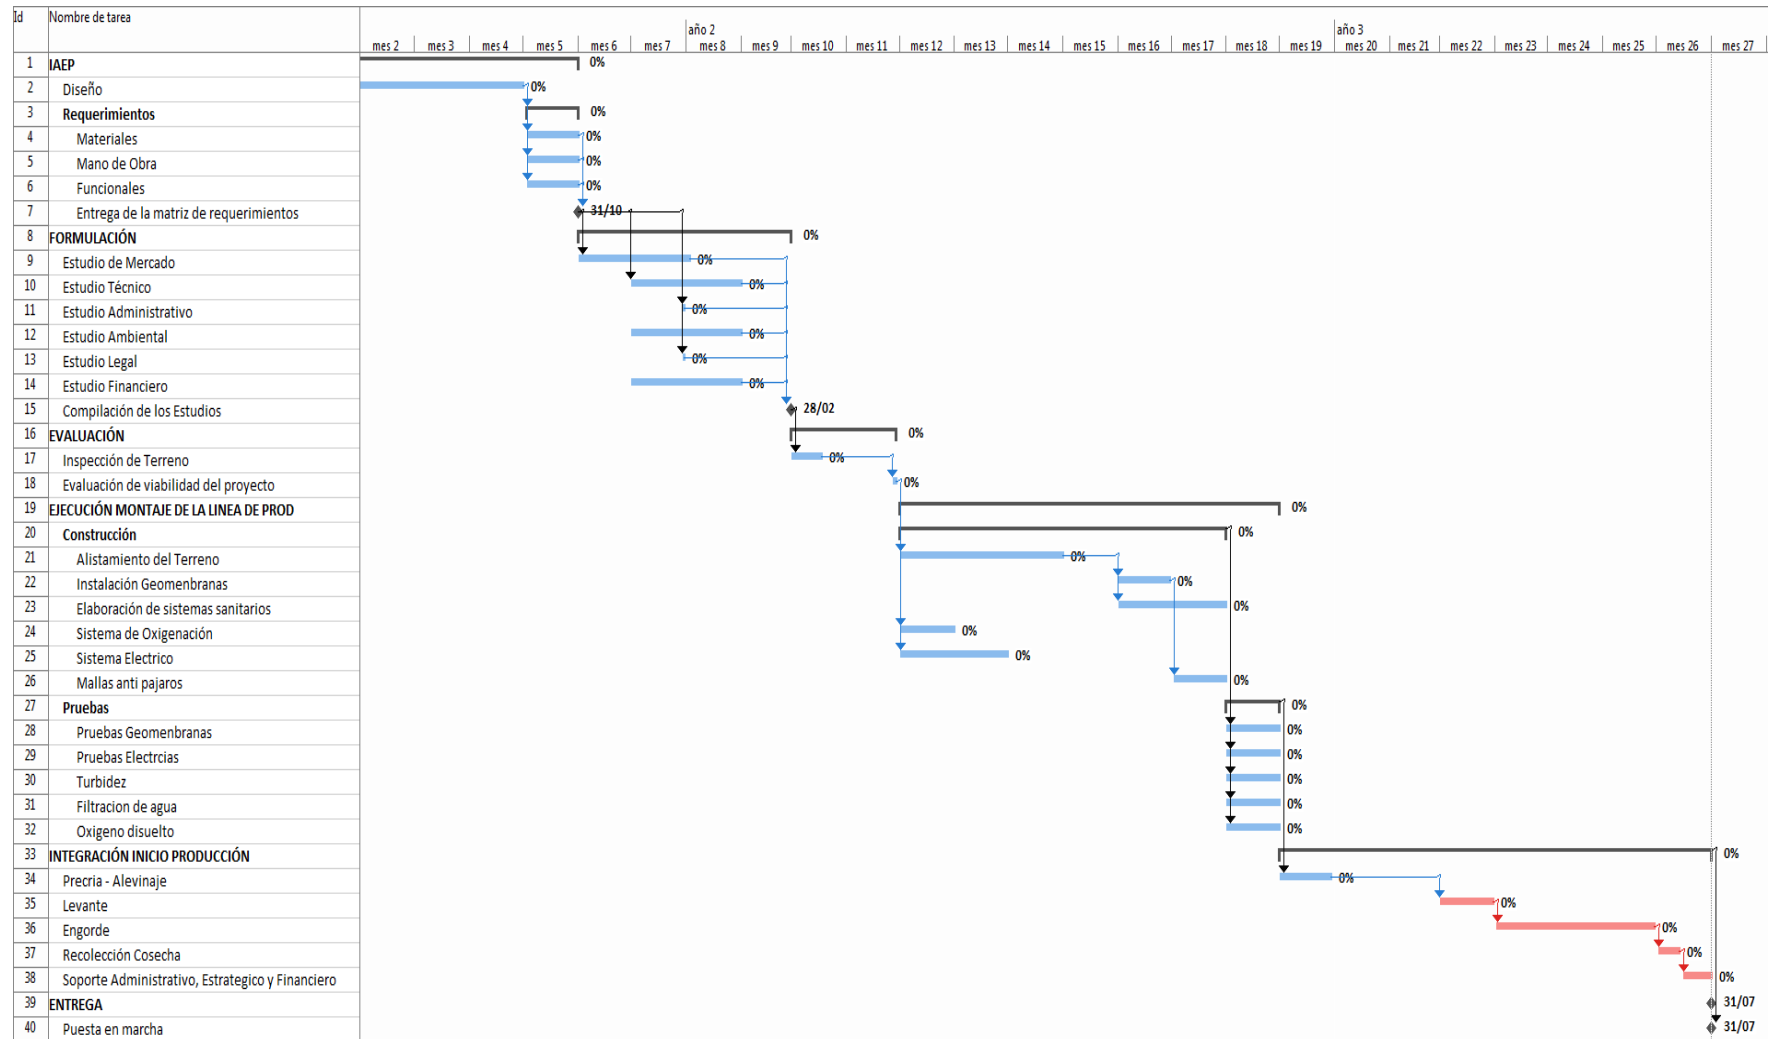 Id Nombre de tarea
año 2 año 3
mes 2 mes 3 mes 4 mes 5 mes 6 mes 7 mes 8 mes 9 mes 10 mes 11 mes 12 mes 13 mes 14 mes 15 mes 16 mes 17 mes 18 mes 19 mes 20 mes 21 mes 22 mes 23 mes 24 mes 25 mes 26 mes 27
1 IAEP 0%
2 Diseño 0%
3 Requerimientos 0%
4 Materiales 0%
5 Mano de Obra 0%
6 Funcionales 0%
7 Entrega de la matriz de requerimientos 31/10
8 FORMULACIÓN 0%
9 Estudio de Mercado 0%
10 Estudio Técnico 0%
11 Estudio Administrativo 0%
12 Estudio Ambiental 0%
13 Estudio Legal 0%
14 Estudio Financiero 0%
15 Compilación de los Estudios 28/02
16 EVALUACIÓN 0%
17 Inspección de Terreno 0%
18 Evaluación de viabilidad del proyecto 0%
19 EJECUCIÓN MONTAJE DE LA LINEA DE PROD 0%
20 Construcción 0%
21 Alistamiento del Terreno 0%
22 Instalación Geomenbranas 0%
23 Elaboración de sistemas sanitarios 0%
24 Sistema de Oxigenación 0%
25 Sistema Electrico 0%
26 Mallas anti pajaros 0%
27 Pruebas 0%
28 Pruebas Geomenbranas 0%
29 Pruebas Electrcias 0%
30 Turbidez 0%
31 Filtracion de agua 0%
32 Oxigeno disuelto 0%
33 INTEGRACIÓN INICIO PRODUCCIÓN 0%
34 Precria - Alevinaje 0%
35 Levante 0%
36 Engorde 0%
37 Recolección Cosecha 0%
38 Soporte Administrativo, Estrategico y Financiero 0%
39 ENTREGA 31/07
40 Puesta en marcha 31/07